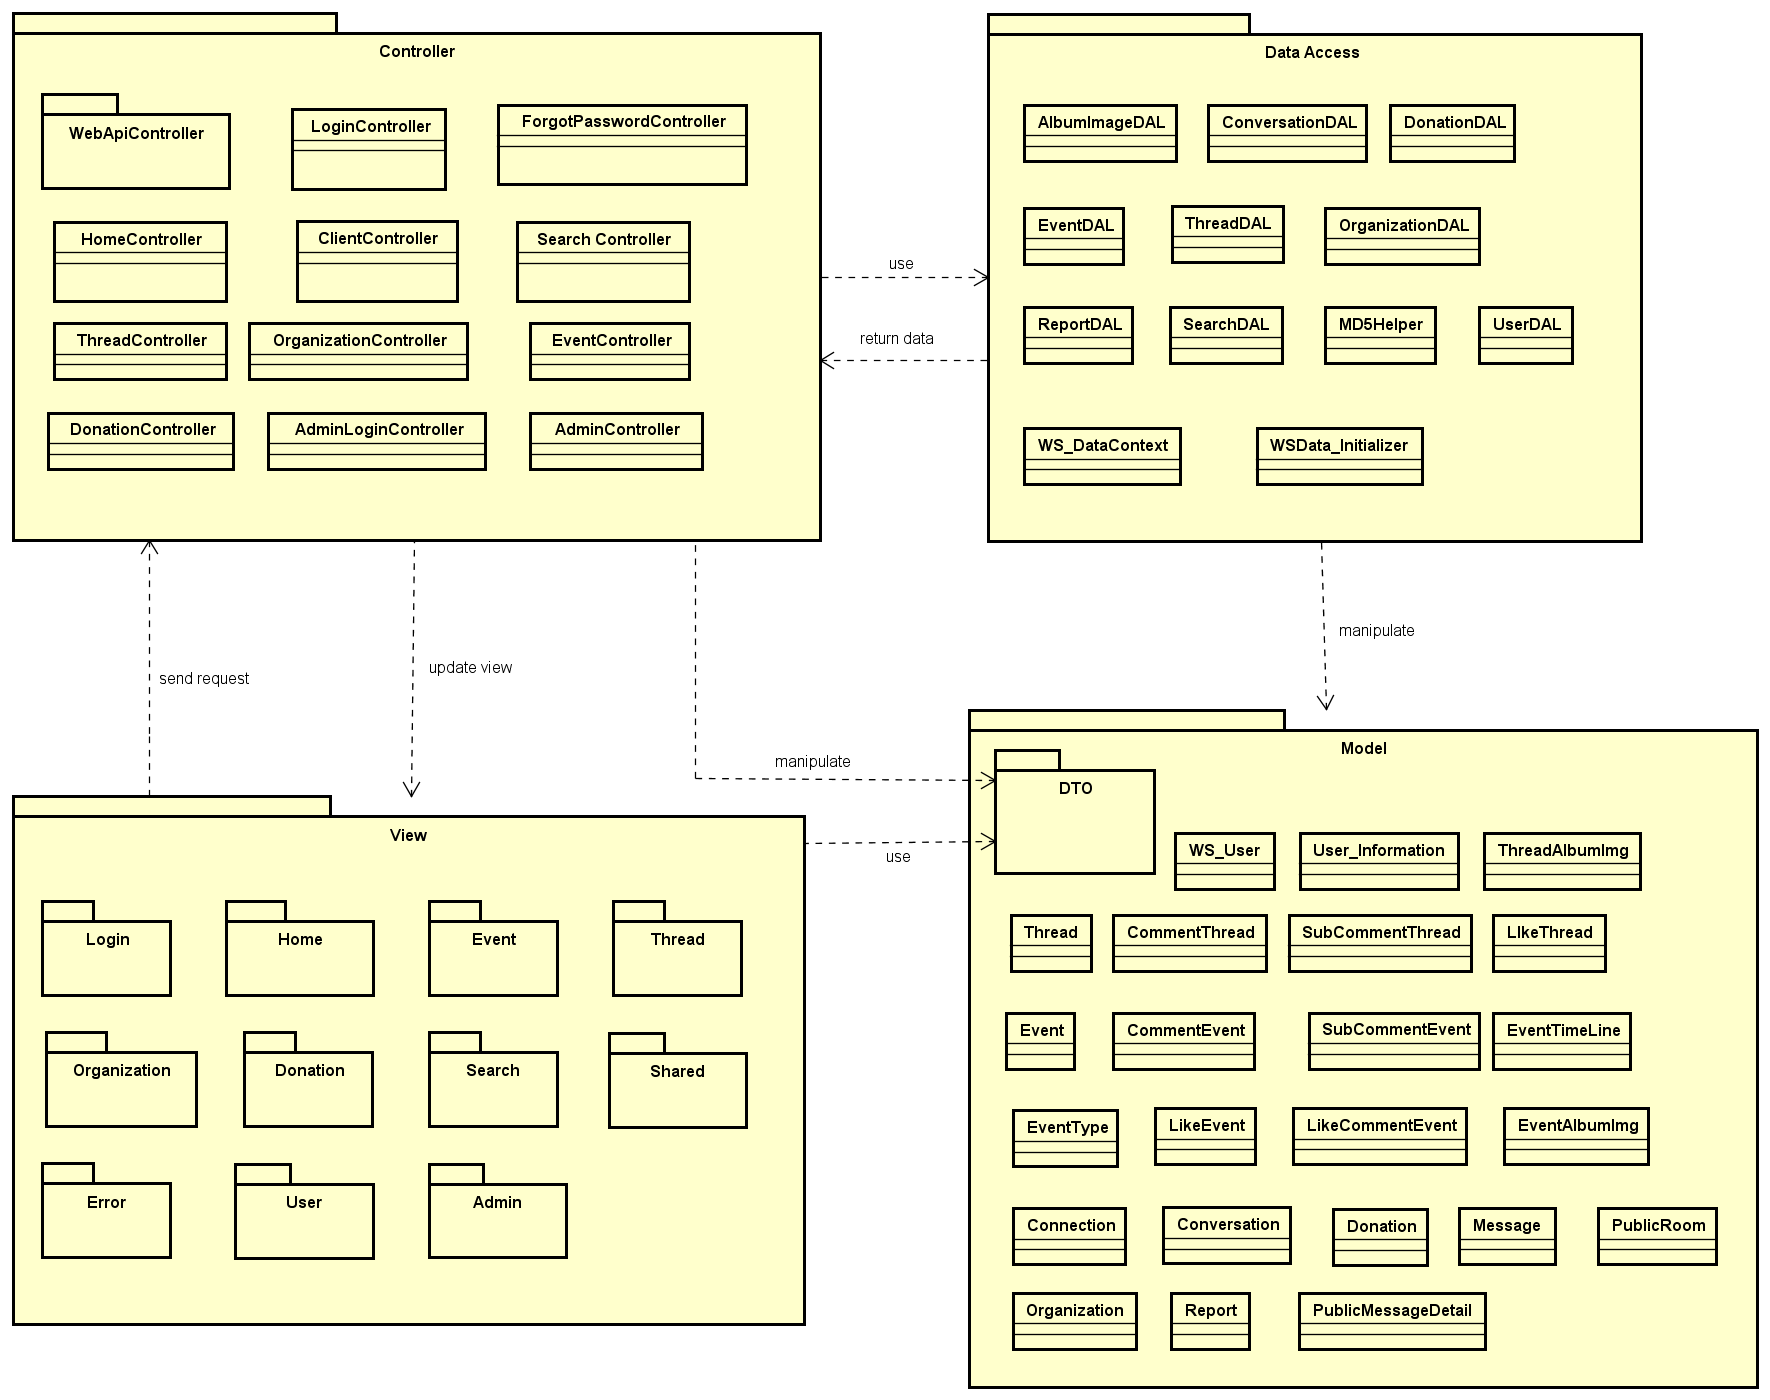 Controller
WebApiController
LoginController
ForgotPasswordController
HomeController
ClientController
Search Controller
ThreadController
OrganizationController
EventController
DonationController
AdminLoginController
AdminController
use
return data
Data Access
AlbumImageDAL
ConversationDAL
DonationDAL
EventDAL
ThreadDAL
OrganizationDAL
ReportDAL
SearchDAL
MD5Helper
UserDAL
WS_DataContext
WSData_Initializer
send request
update view
manipulate
manipulate
use
View
Login
Home
Event
Thread
Organization
Donation
Search
Shared
Error
User
Admin
Model
DTO
WS_User
User_Information
ThreadAlbumImg
Thread
CommentThread
SubCommentThread
LIkeThread
Event
CommentEvent
SubCommentEvent
EventTimeLine
EventType
LikeEvent
LikeCommentEvent
EventAlbumImg
Connection
Conversation
Donation
Message
PublicRoom
Organization
Report
PublicMessageDetail